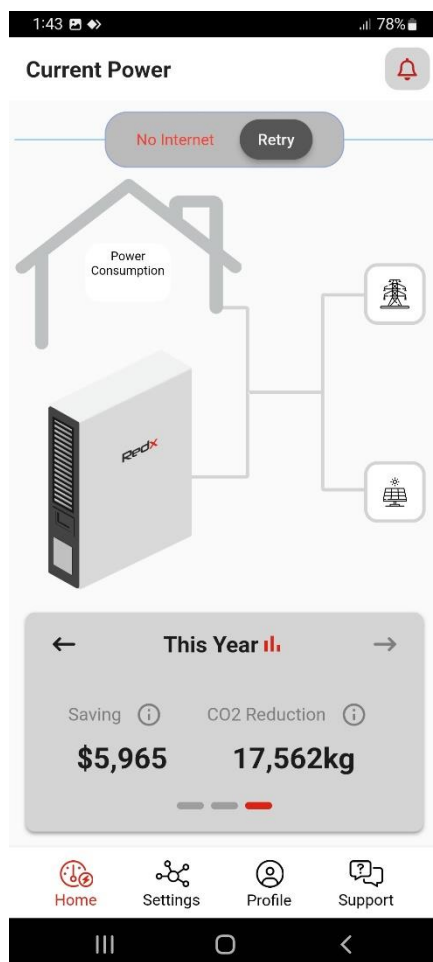 1:43
78%
Current Power
No Internet
Retry
Power
Consumption
Redx
This Year
Saving
CO2 Reduction
$5,965
17,562kg
Home
Settings
Profile
Support